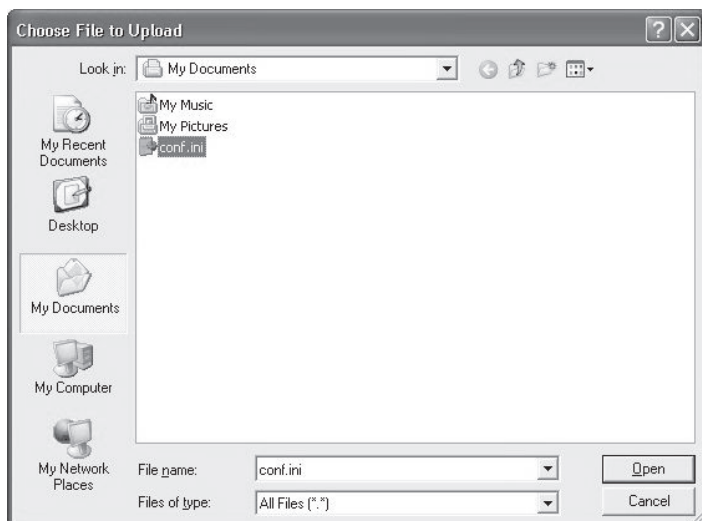 Choose File to Upload
Look in: My Documents
My Recent
Documents
Desktop
My Documents
My Computer
My Network
Places
My Music
My Pictures
conf.ini
File name: conf.ini Open
Files of type: All Files (*.*) Cancel